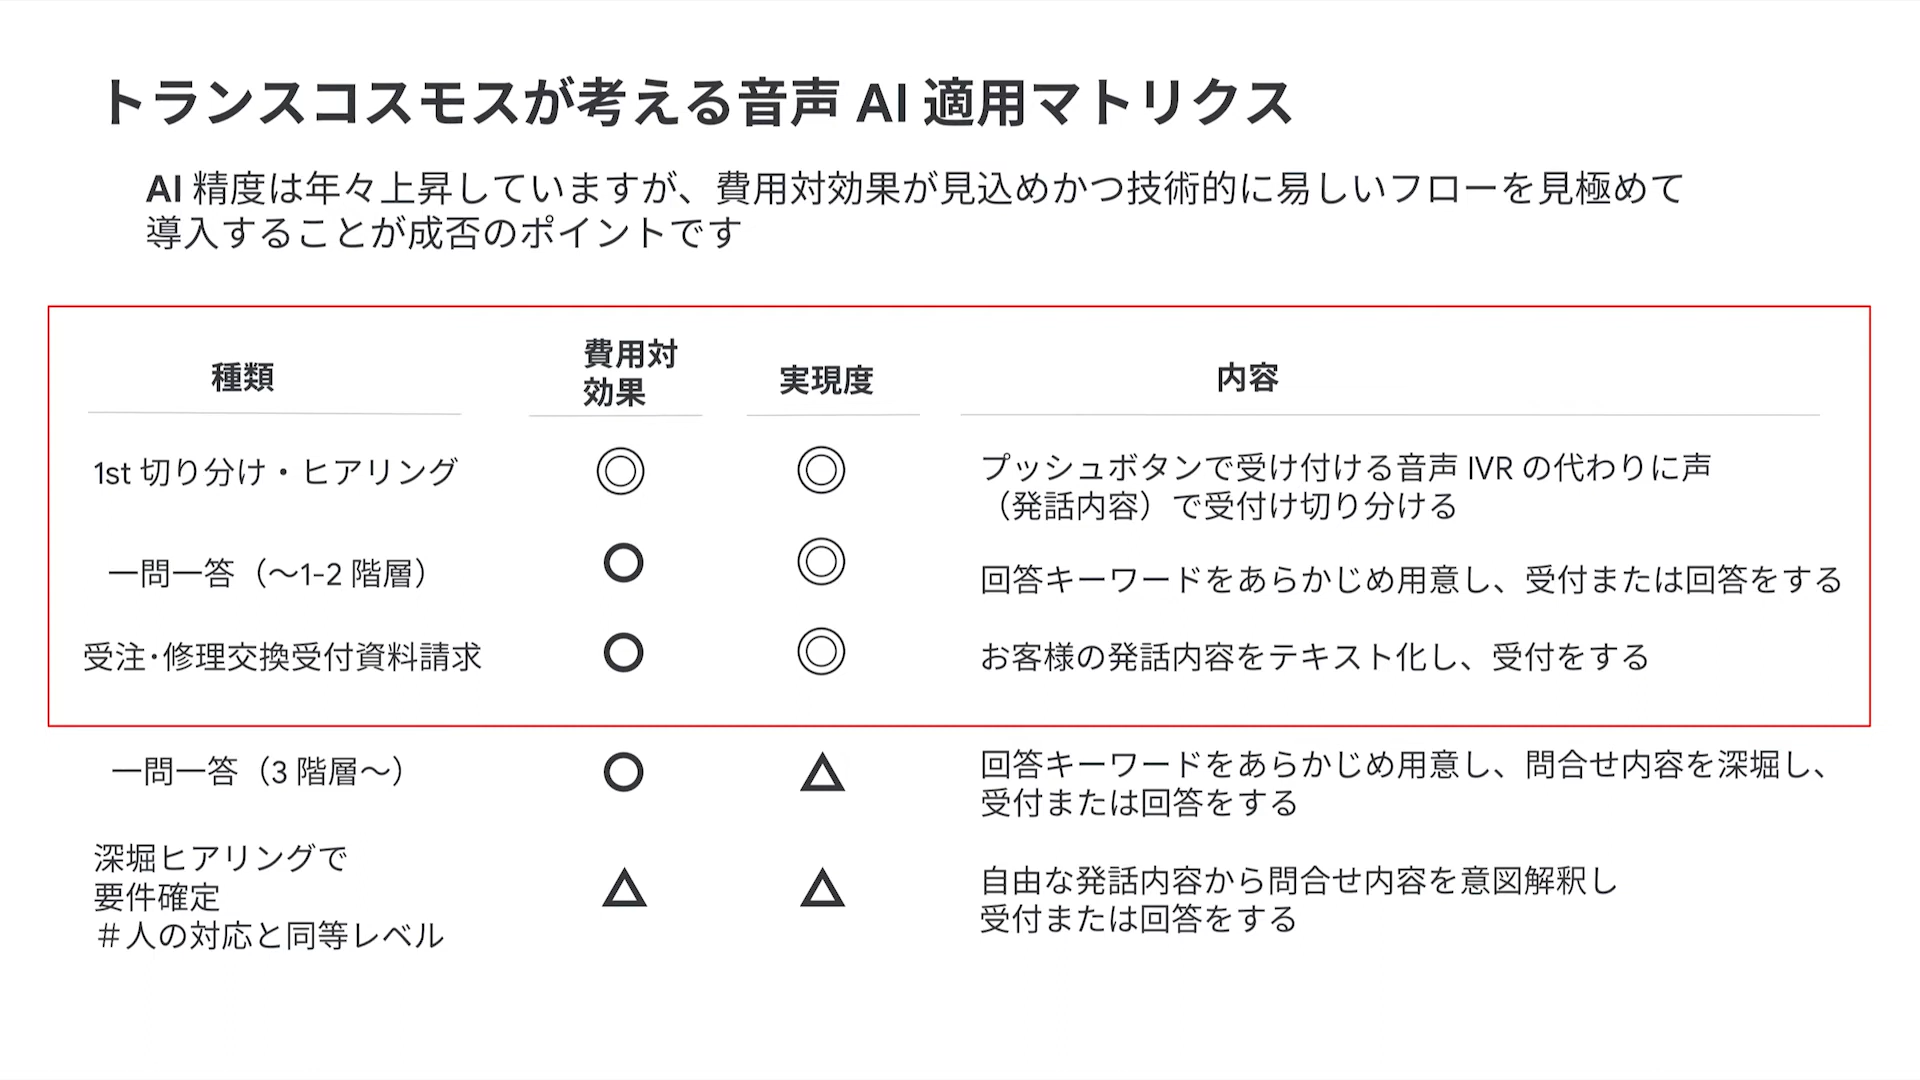 トランスコスモスが考える音声 AI 適用マトリクス
AI 精度は年々上昇していますが、費用対効果が見込めかつ技術的に易しいフローを見極めて
導入することが成否のポイントです
種類
費用対
効果
実現度
内容
1st 切り分け・ヒアリング
◎
◎
プッシュボタンで受け付ける音声 IVR の代わりに声
（発話内容）で受付け切り分ける
一問一答（～1-2 階層）
○
◎
回答キーワードをあらかじめ用意し、受付または回答をする
受注･修理交換受付資料請求
○
◎
お客様の発話内容をテキスト化し、受付をする
一問一答（3 階層～）
○
△
回答キーワードをあらかじめ用意し、問合せ内容を深堀し、
受付または回答をする
深堀ヒアリングで
要件確定
＃人の対応と同等レベル
△
△
自由な発話内容から問合せ内容を意図解釈し
受付または回答をする